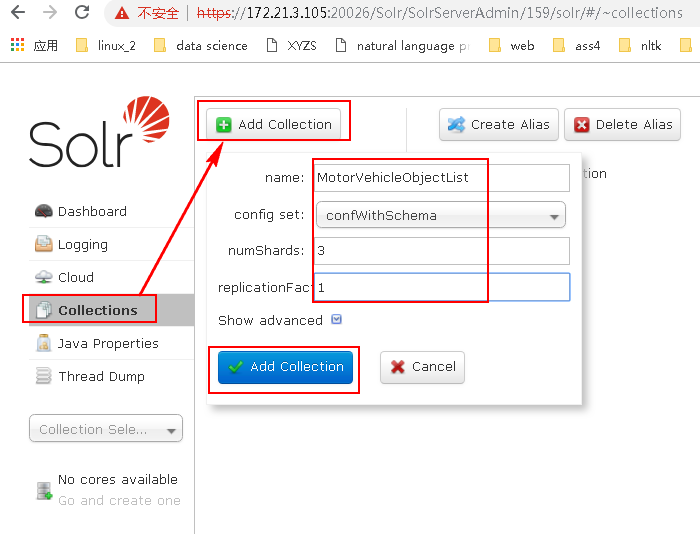 不安全 | https://172.21.3.105:20026/Solr/SolrServerAdmin/159/solr/#/~collections
应用 linux_2 data science XYZS natural language pr web ass4 nltk
Solr
Add Collection Create Alias Delete Alias
tion
name: MotorVehicleObjectList
config set: confWithSchema
numShards: 3
replicationFact 1
Show advanced
Add Collection Cancel
Dashboard
Logging
Cloud
Collections
Java Properties
Thread Dump
Collection Sele...
No cores available
Go and create one